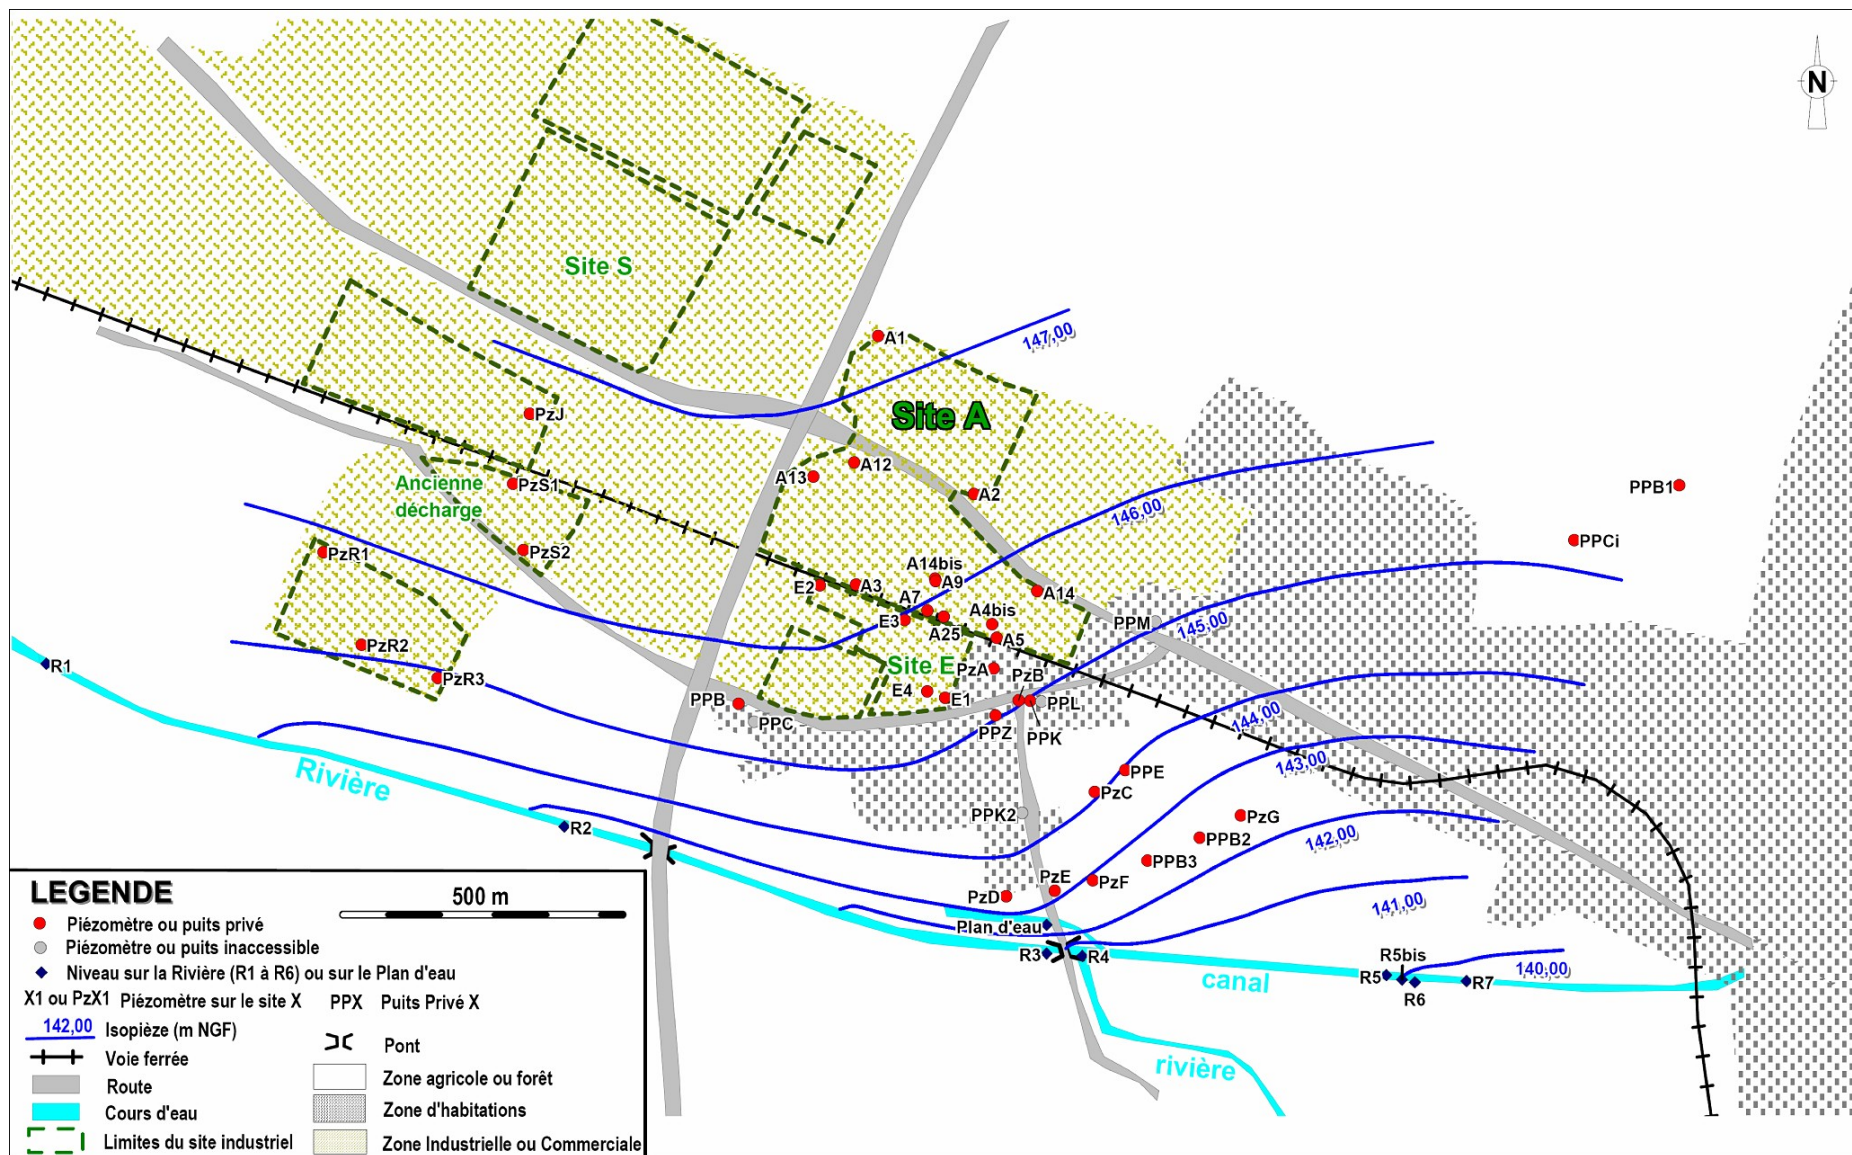 N
Site S
147,00
A1
Site A
PzJ
A12
A13
A2
PzS1
Ancienne
décharge
146,00
PPB1
PPCi
PzR1
PzS2
E2
A3
A14bis
A9
A14
A7
E3
A25
A4bis
A5
PPM
145,00
PzR2
PzR3
R1
Site E
PzA
PzB
E4
E1
PPB
PPC
PPZ
PPK
PPL
144,00
143,00
PPE
PzC
Rivière
R2
PPK2
PzG
PPB2
142,00
PPB3
PzF
PzE
PzD
141,00
Plan d'eau
R3
R4
canal
R5bis
R5
R6
R7
140,00
rivière
LEGENDE
500 m
Piézomètre ou puits privé
Piézomètre ou puits inaccessible
Niveau sur la Rivière (R1 à R6) ou sur le Plan d'eau
X1 ou PzX1 Piézomètre sur le site X PPX Puits Privé X
142,00 Isopièze (m NGF)
Pont
Voie ferrée
Zone agricole ou forêt
Route
Zone d'habitations
Cours d'eau
Limites du site industriel
Zone Industrielle ou Commerciale